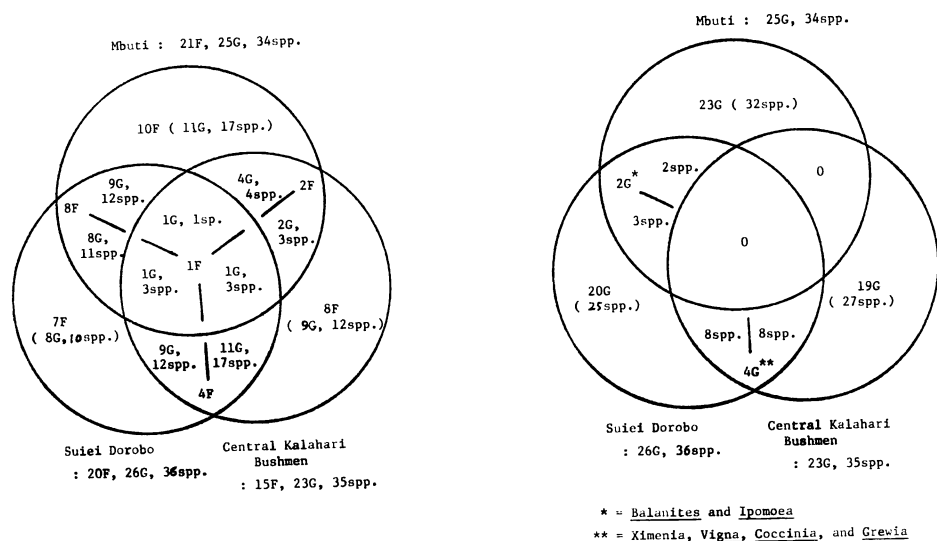 Mbuti : 21F, 25G, 34spp.
10F ( 11G, 17spp.)
9G,
12spp.
8F
8G,
11spp.
4G,
4spp.
2F
2G,
3spp.
1G, 1sp.
1F
1G,
3spp.
1G,
3spp.
7F
( 8G,10spp.)
8F
( 9G, 12spp.)
9G,
12spp.
11G,
17spp.
4F
Suiei Dorobo
: 20F, 26G, 36spp.
Central Kalahari
Bushmen
: 15F, 23G, 35spp.
Mbuti : 25G, 34spp.
23G ( 32spp.)
2spp.
2G*
3spp.
0
0
20G
( 25spp.)
19G
( 27spp.)
8spp.
8spp.
4G**
Suiei Dorobo
: 26G, 36spp.
Central Kalahari
Bushmen
: 23G, 35spp.
* = Balanites and Ipomoea
** = Ximenia, Vigna, Coccinia, and Grewia